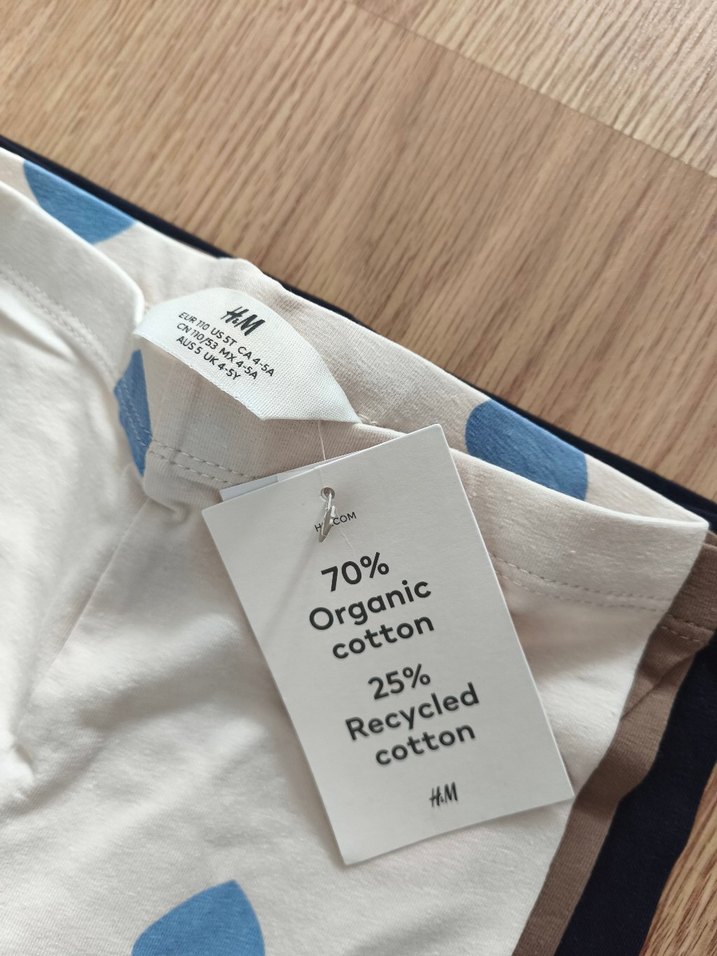 H&M
EUR 110 US 5T CA 4-5A
CN 110/53 MX 4-5A
AUS 5 UK 4-5Y
70%
Organic
cotton
25%
Recycled
cotton
H&M